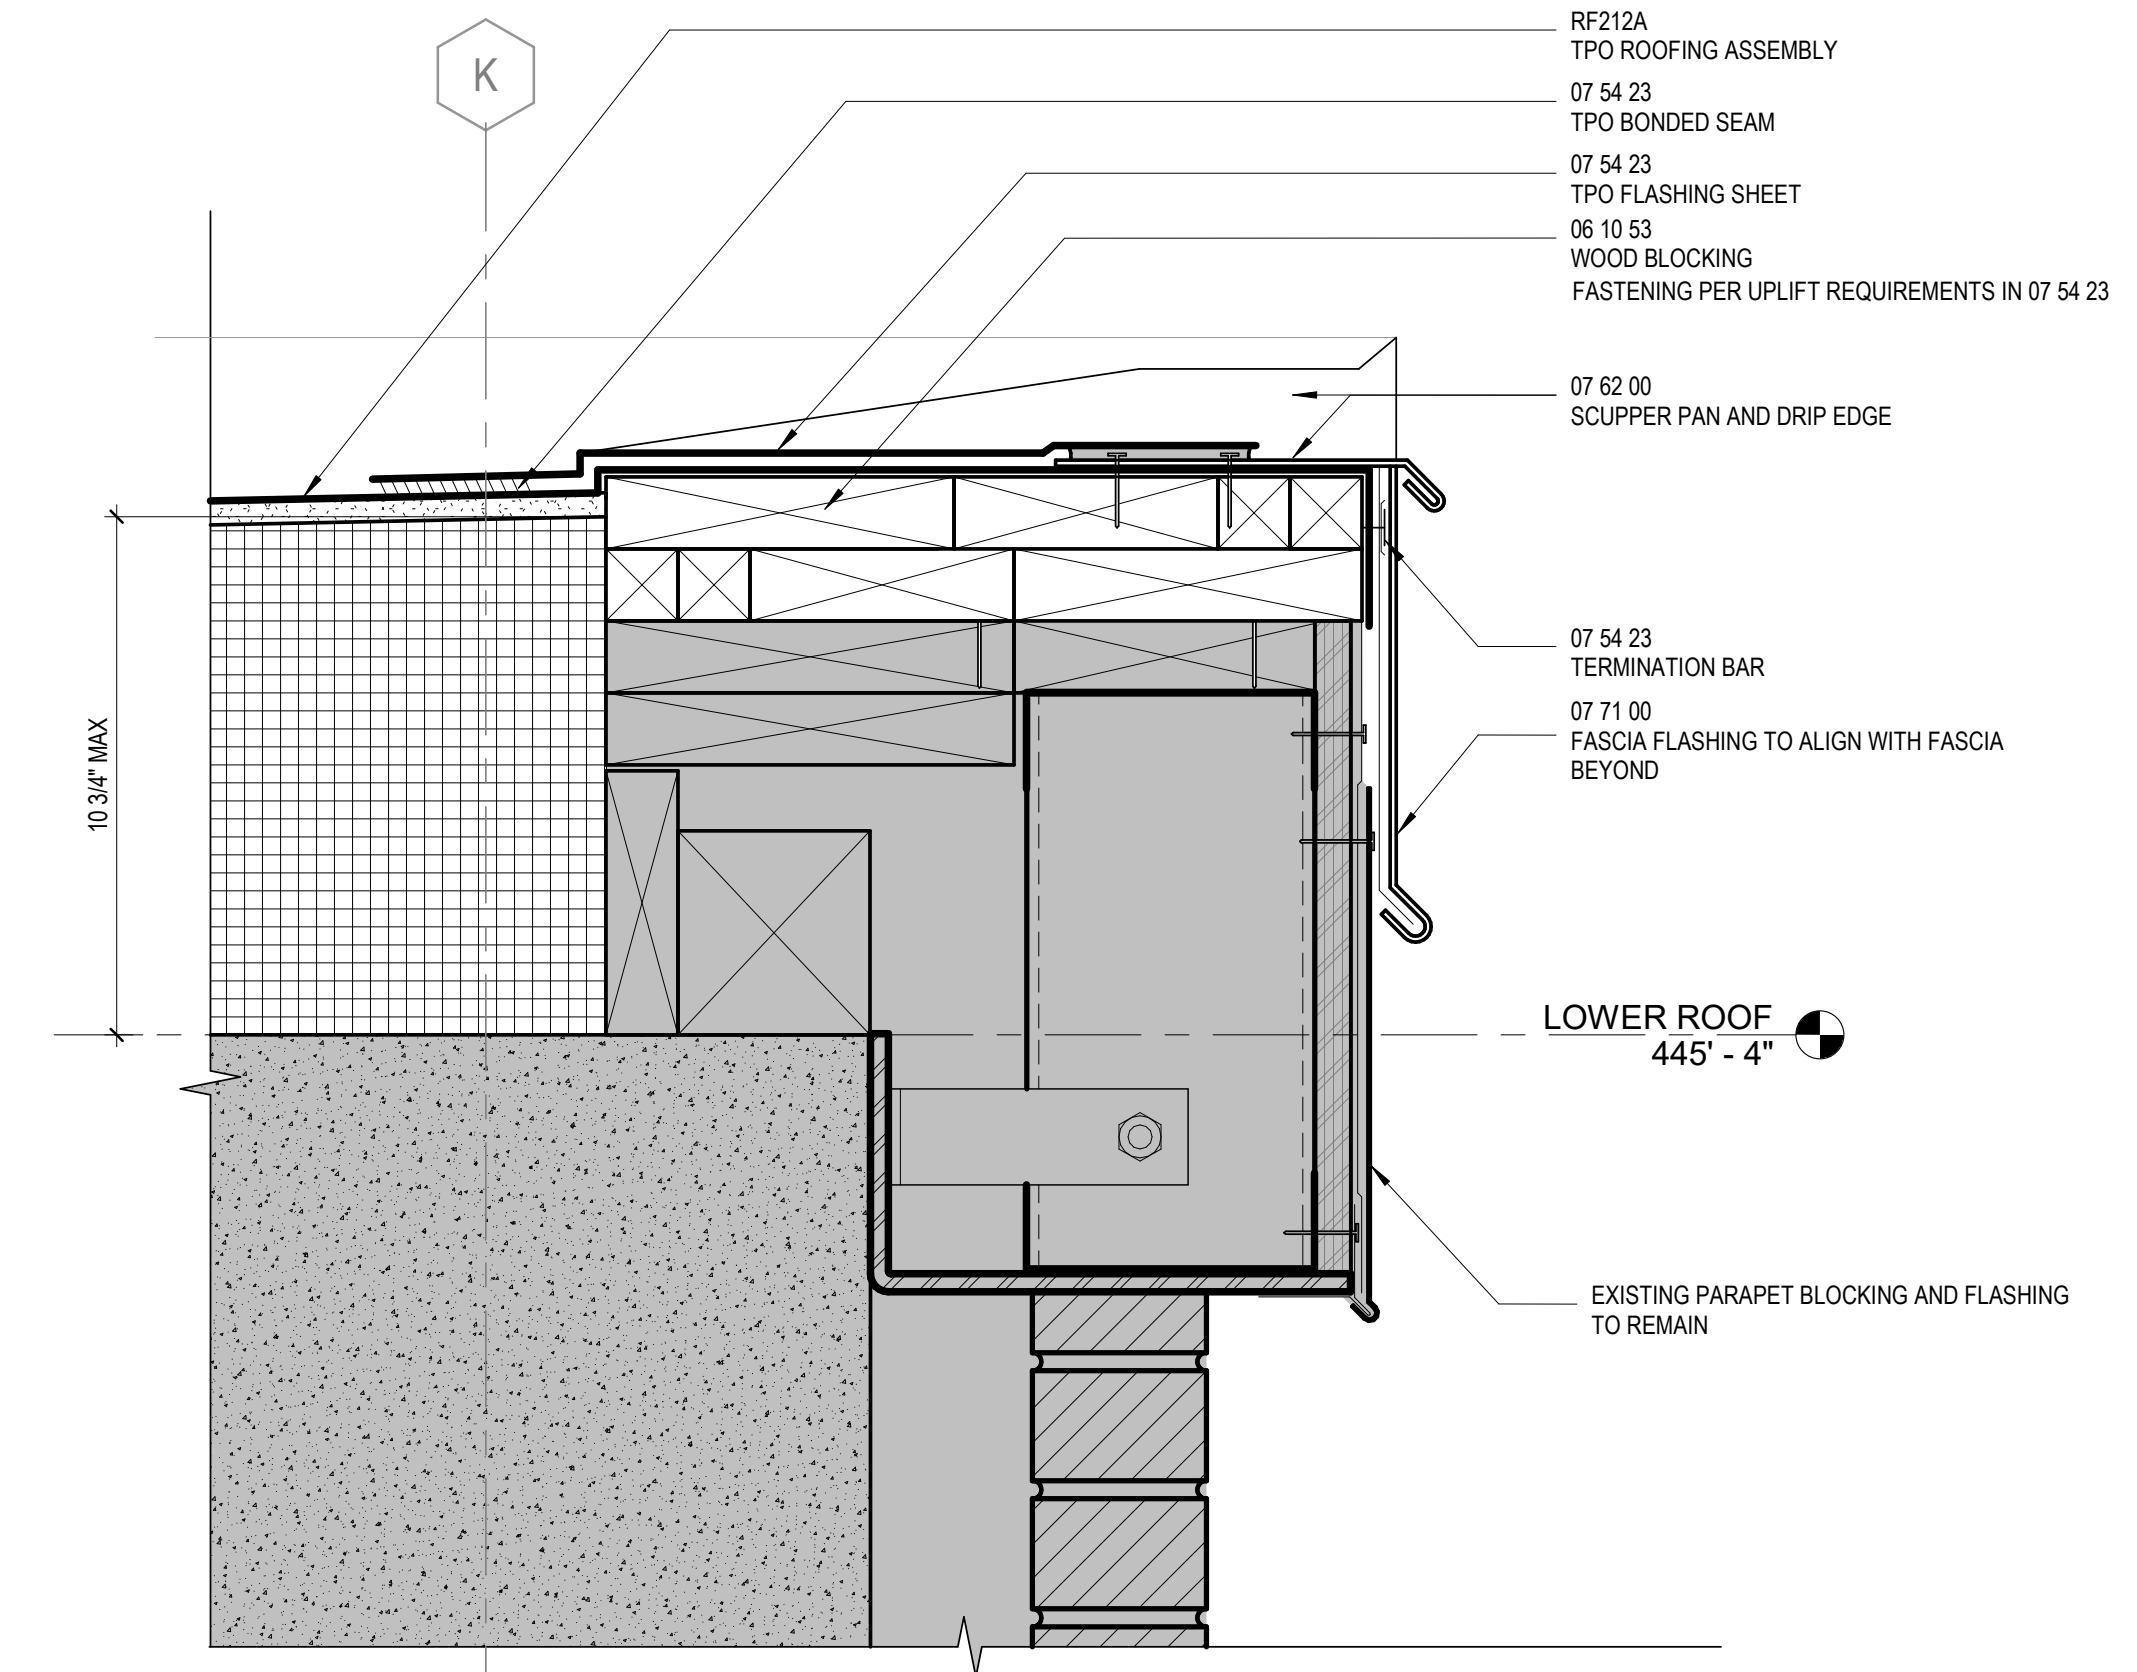 K
RF212A
TPO ROOFING ASSEMBLY
07 54 23
TPO BONDED SEAM
07 54 23
TPO FLASHING SHEET
06 10 53
WOOD BLOCKING
FASTENING PER UPLIFT REQUIREMENTS IN 07 54 23
07 62 00
SCUPPER PAN AND DRIP EDGE
07 54 23
TERMINATION BAR
07 71 00
FASCIA FLASHING TO ALIGN WITH FASCIA
BEYOND
10 3/4" MAX
LOWER ROOF
445' - 4"
EXISTING PARAPET BLOCKING AND FLASHING
TO REMAIN